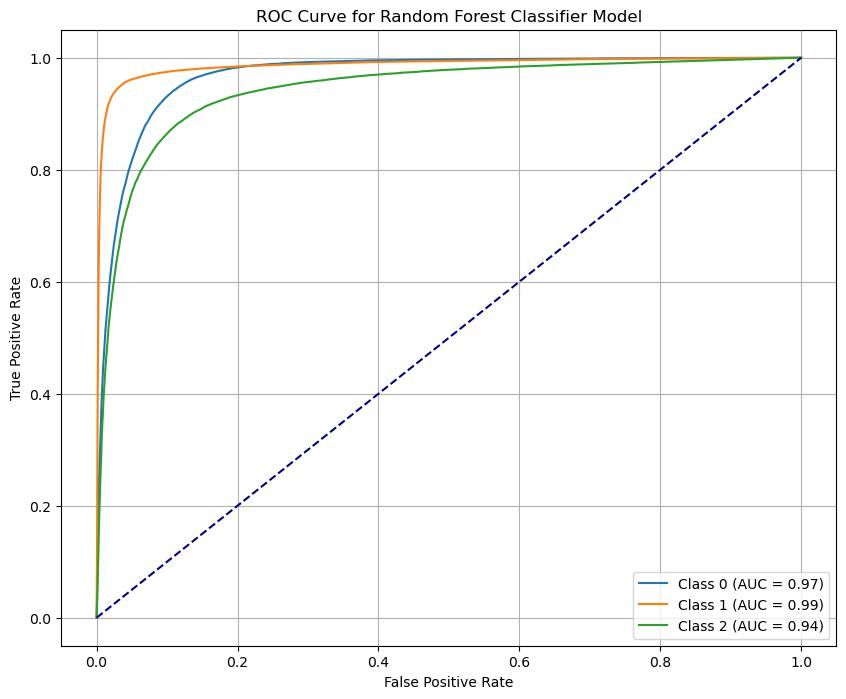 ROC Curve for Random Forest Classifier Model
True Positive Rate
1.0
0.8
0.6
0.4
0.2
0.0
Class 0 (AUC = 0.97)
Class 1 (AUC = 0.99)
Class 2 (AUC = 0.94)
0.0 0.2 0.4 0.6 0.8 1.0
False Positive Rate